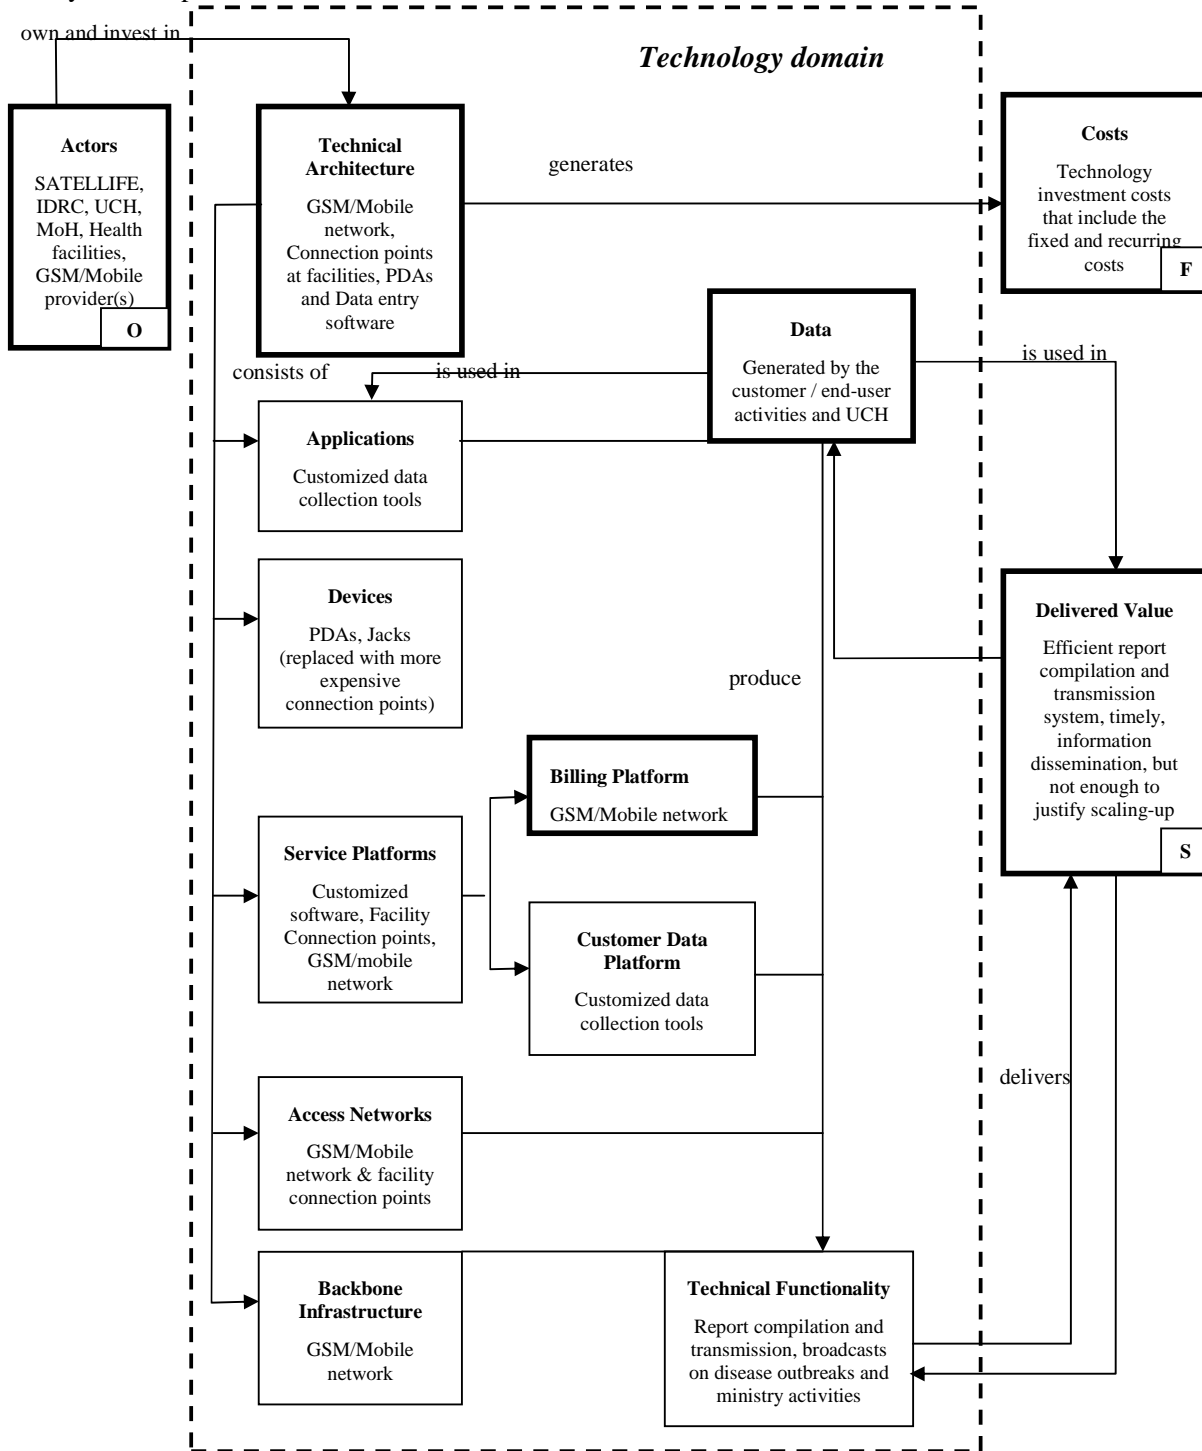 own and invest in
Technology domain
Actors
SATELLIFE,
IDRC, UCH,
MoH, Health
facilities,
GSM/Mobile
provider(s)
O
Technical
Architecture
GSM/Mobile
network,
Connection points
at facilities, PDAs
and Data entry
software
generates
Costs
Technology
investment costs
that include the
fixed and recurring
costs
F
Data
Generated by the
customer / end-user
activities and UCH
is used in
consists of
is used in
Applications
Customized data
collection tools
Devices
PDAs, Jacks
(replaced with more
expensive
connection points)
produce
Delivered Value
Efficient report
compilation and
transmission
system, timely,
information
dissemination, but
not enough to
justify scaling-up
S
Billing Platform
GSM/Mobile network
Service Platforms
Customized
software, Facility
Connection points,
GSM/mobile
network
Customer Data
Platform
Customized data
collection tools
delivers
Access Networks
GSM/Mobile
network & facility
connection points
Backbone
Infrastructure
GSM/Mobile
network
Technical Functionality
Report compilation and
transmission, broadcasts
on disease outbreaks and
ministry activities